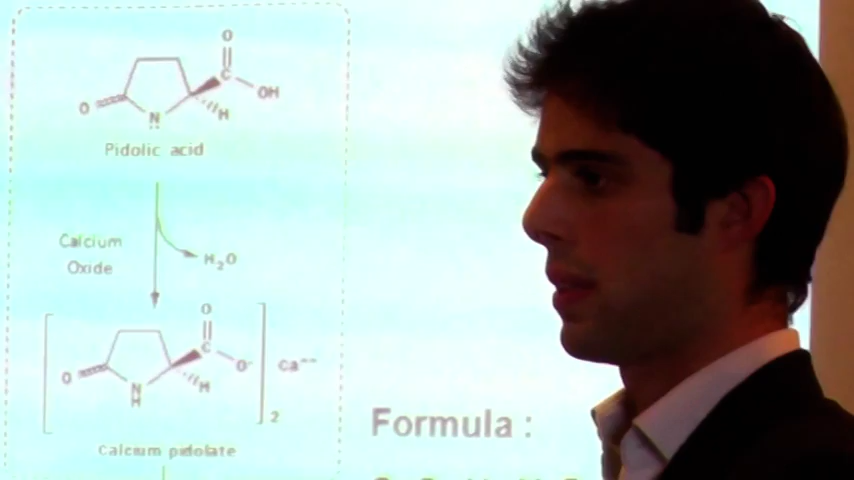 O
C
OH
O
N
H
H
Pidolic acid
Calcium
Oxide
H₂O
O
C
O⁻
O
N
H
H
2
Ca⁺⁺
Calcium pidolate
Formula :